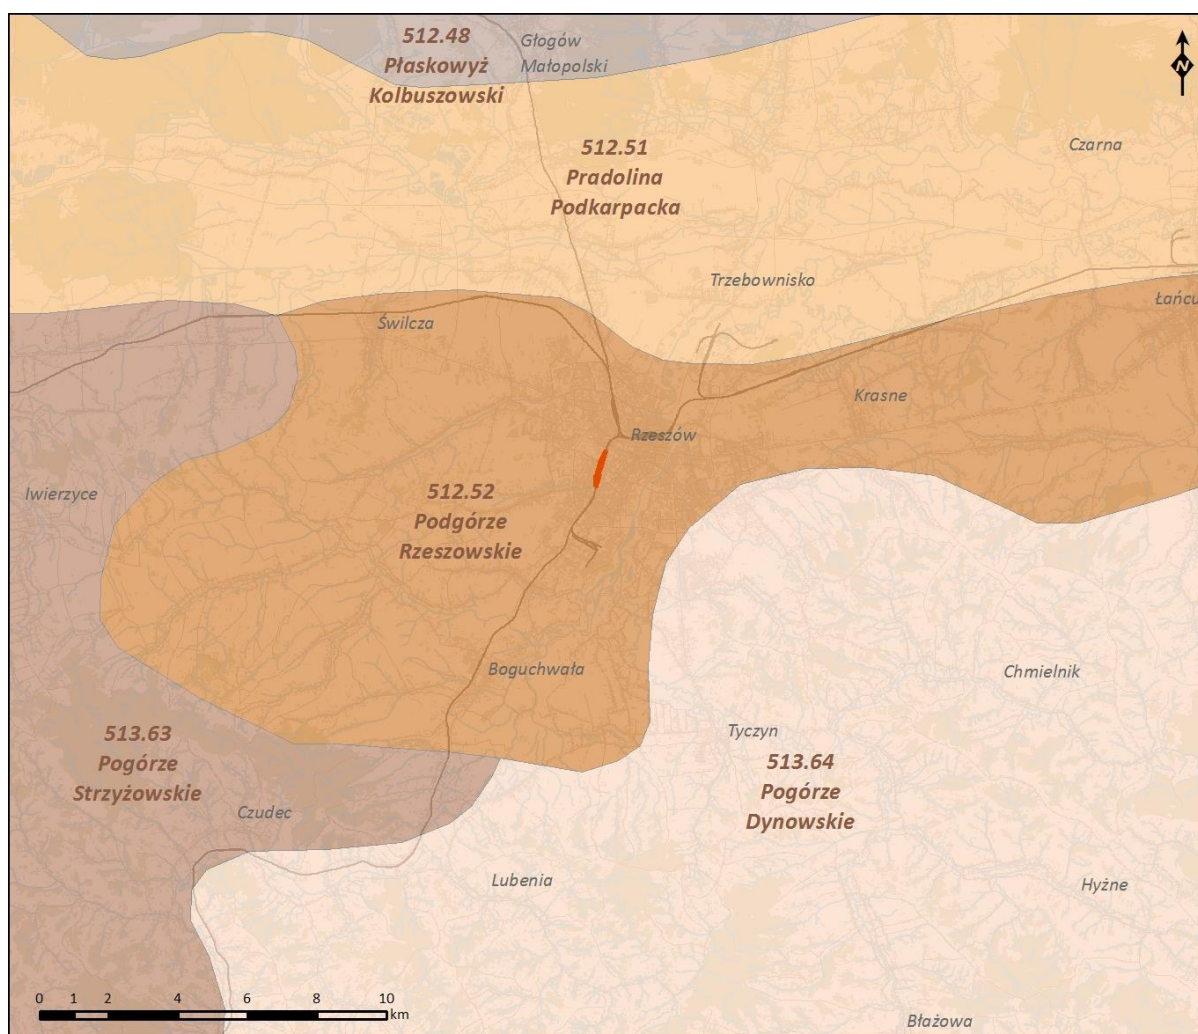 512.48
Płaskowyż
Kolbuszowski
Głogów
Małopolski
N
512.51
Pradolina
Podkarpacka
Czarna
Trzebownisko
Łańcu
Świlcza
Krasne
Rzeszów
Iwierzyce
512.52
Podgórze
Rzeszowskie
Boguchwała
Chmielnik
513.63
Pogórze
Strzyżowskie
Tyczyn
513.64
Pogórze
Dynowskie
Czudec
Lubenia
Hyżne
0 1 2 4 6 8 10
km
Błażowa